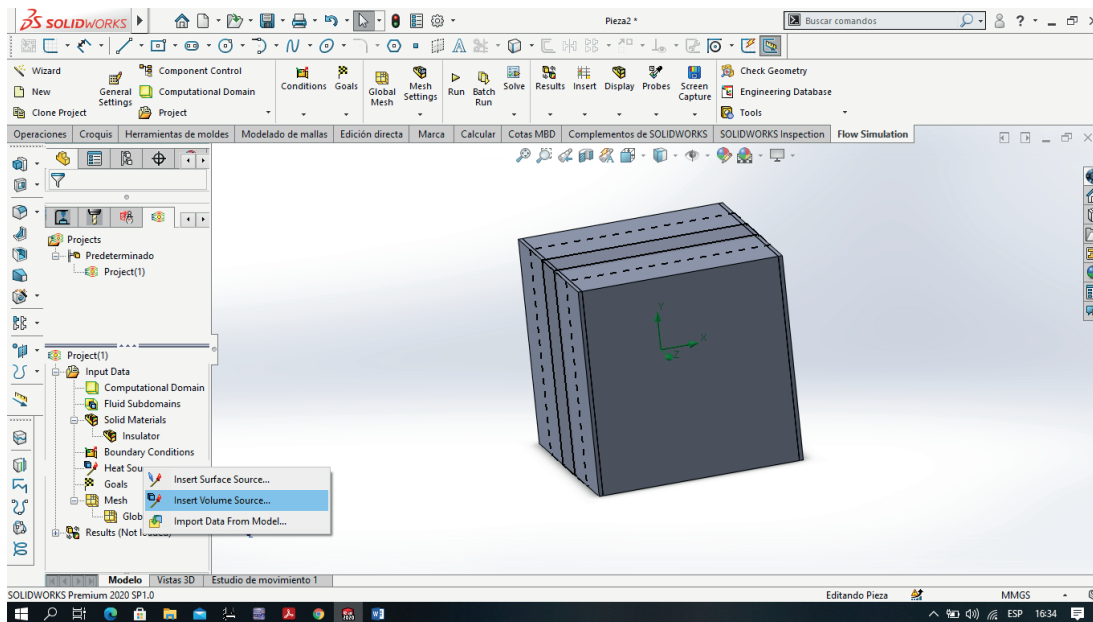 SOLIDWORKS
Pieza2 *
Buscar comandos
Wizard
New
Clone Project
General Settings
Component Control
Computational Domain
Project
Conditions
Goals
Global Mesh
Mesh Settings
Run
Batch Run
Solve
Results
Insert
Display
Probes
Screen Capture
Check Geometry
Engineering Database
Tools
Operaciones
Croquis
Herramientas de moldes
Modelado de mallas
Edición directa
Marca
Calcular
Cotas MBD
Complementos de SOLIDWORKS
SOLIDWORKS Inspection
Flow Simulation
Projects
Predeterminado
Project(1)
Y
X
Z
Project(1)
Input Data
Computational Domain
Fluid Subdomains
Solid Materials
Insulator
Boundary Conditions
Heat Sou
Goals
Mesh
Glob
Results (Not
Insert Surface Source...
Insert Volume Source...
Import Data From Model...
Modelo
Vistas 3D
Estudio de movimiento 1
SOLIDWORKS Premium 2020 SP1.0
Editando Pieza
MMGS
ESP
16:34